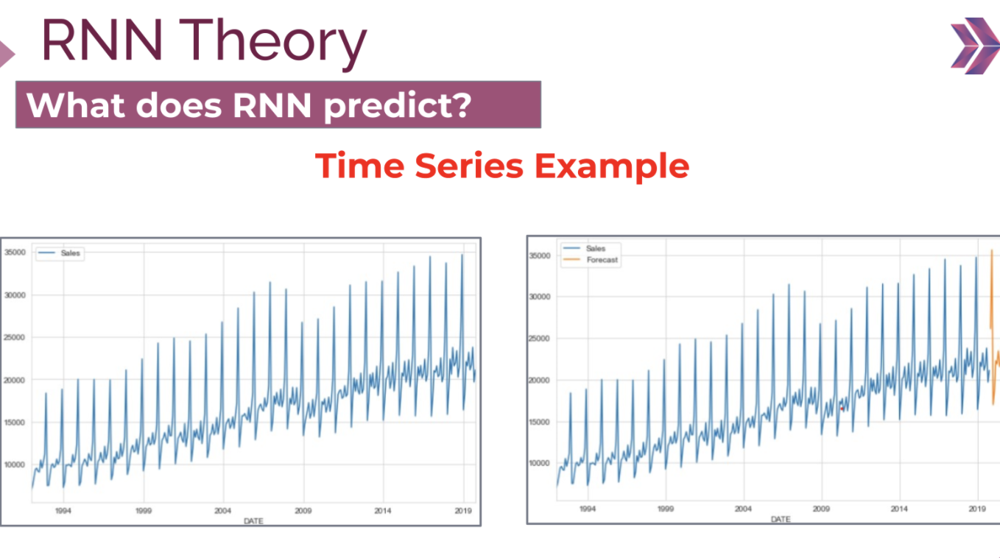 RNN Theory
What does RNN predict?
Time Series Example
Sales
35000
30000
25000
20000
15000
10000
1994 1999 2004 2009 2014 2019
DATE
Sales
Forecast
35000
30000
25000
20000
15000
10000
1994 1999 2004 2009 2014 2019
DATE